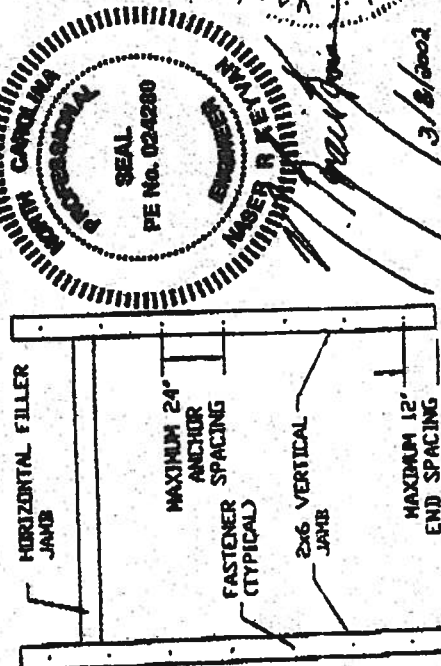 NORTH CAROLINA
PROFESSIONAL
SEAL
PE No. 024280
ENGINEER
NASER R KEYVAN
3/8/2002
HORIZONTAL FILLER
JAMB
MAXIMUM 24"
ANCHOR
SPACING
FASTENER
(TYPICAL)
2x6 VERTICAL
JAMB
MAXIMUM 12"
END SPACING